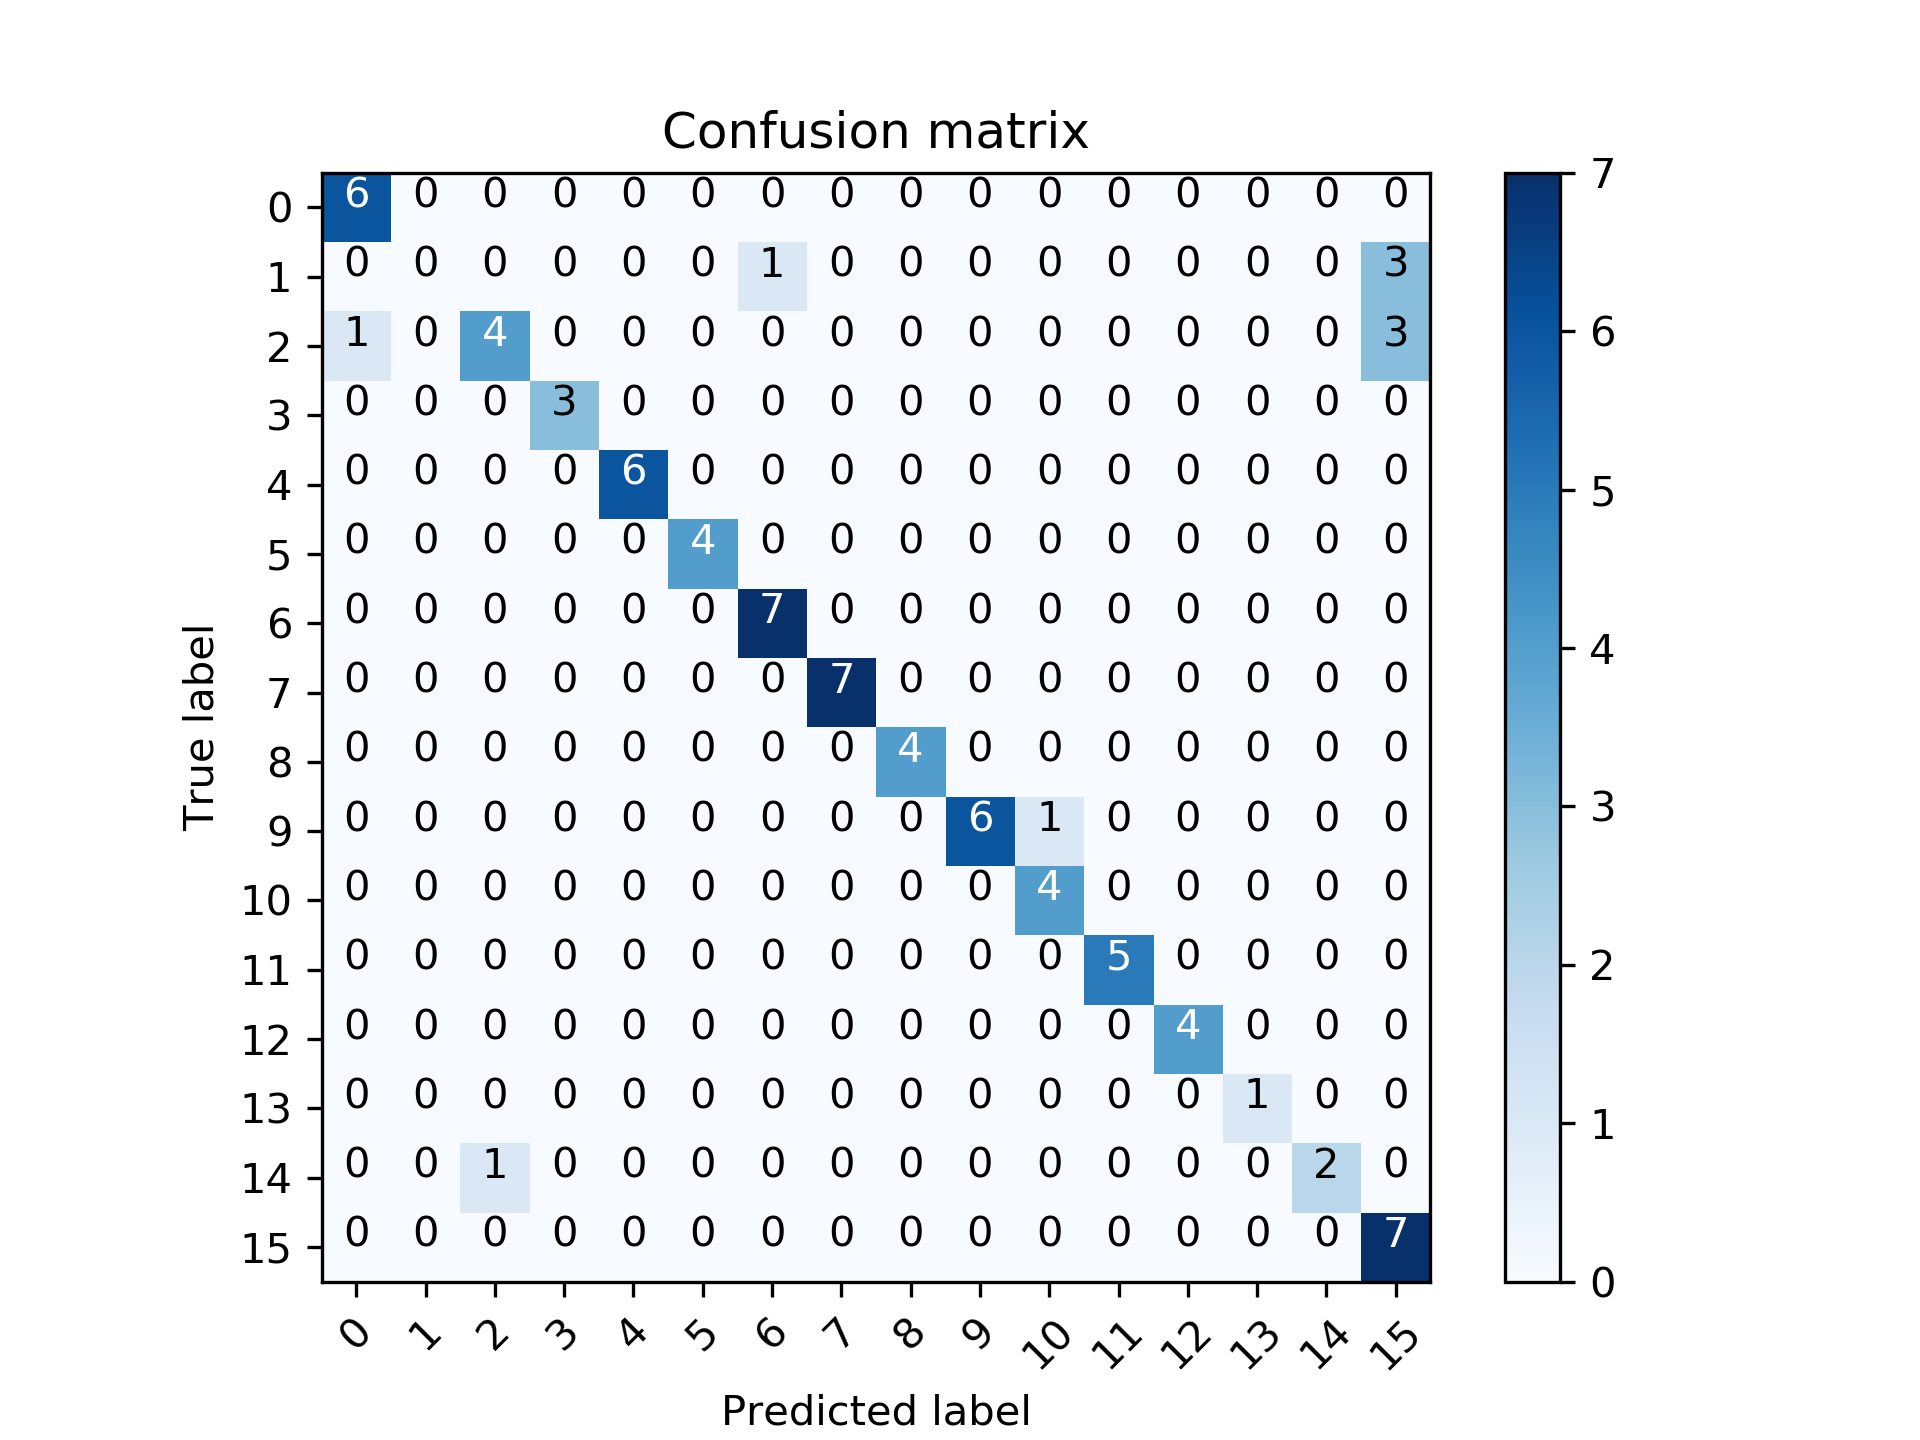 Confusion matrix
0 6 0 0 0 0 0 0 0 0 0 0 0 0 0 0 0
1 0 0 0 0 0 0 1 0 0 0 0 0 0 0 0 3
2 1 0 4 0 0 0 0 0 0 0 0 0 0 0 0 3
3 0 0 0 3 0 0 0 0 0 0 0 0 0 0 0 0
4 0 0 0 0 6 0 0 0 0 0 0 0 0 0 0 0
5 0 0 0 0 0 4 0 0 0 0 0 0 0 0 0 0
6 0 0 0 0 0 0 7 0 0 0 0 0 0 0 0 0
7 0 0 0 0 0 0 0 7 0 0 0 0 0 0 0 0
8 0 0 0 0 0 0 0 0 4 0 0 0 0 0 0 0
9 0 0 0 0 0 0 0 0 0 6 1 0 0 0 0 0
10 0 0 0 0 0 0 0 0 0 0 4 0 0 0 0 0
11 0 0 0 0 0 0 0 0 0 0 0 5 0 0 0 0
12 0 0 0 0 0 0 0 0 0 0 0 0 4 0 0 0
13 0 0 0 0 0 0 0 0 0 0 0 0 0 1 0 0
14 0 0 1 0 0 0 0 0 0 0 0 0 0 0 2 0
15 0 0 0 0 0 0 0 0 0 0 0 0 0 0 0 7
0 1 2 3 4 5 6 7 8 9 10 11 12 13 14 15
Predicted label
True label
7
6
5
4
3
2
1
0